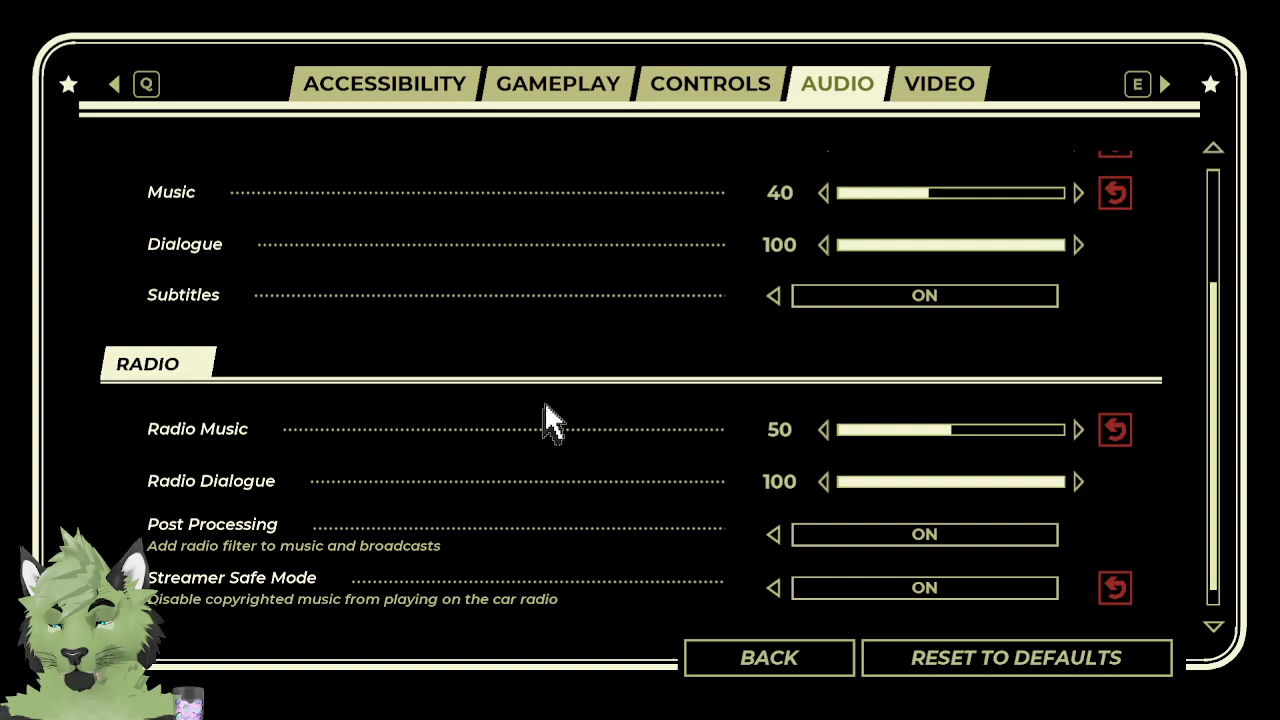 Q
ACCESSIBILITY
GAMEPLAY
CONTROLS
AUDIO
VIDEO
E
Music 40
Dialogue 100
Subtitles ON
RADIO
Radio Music 50
Radio Dialogue 100
Post Processing ON
Add radio filter to music and broadcasts
Streamer Safe Mode ON
Disable copyrighted music from playing on the car radio
BACK
RESET TO DEFAULTS